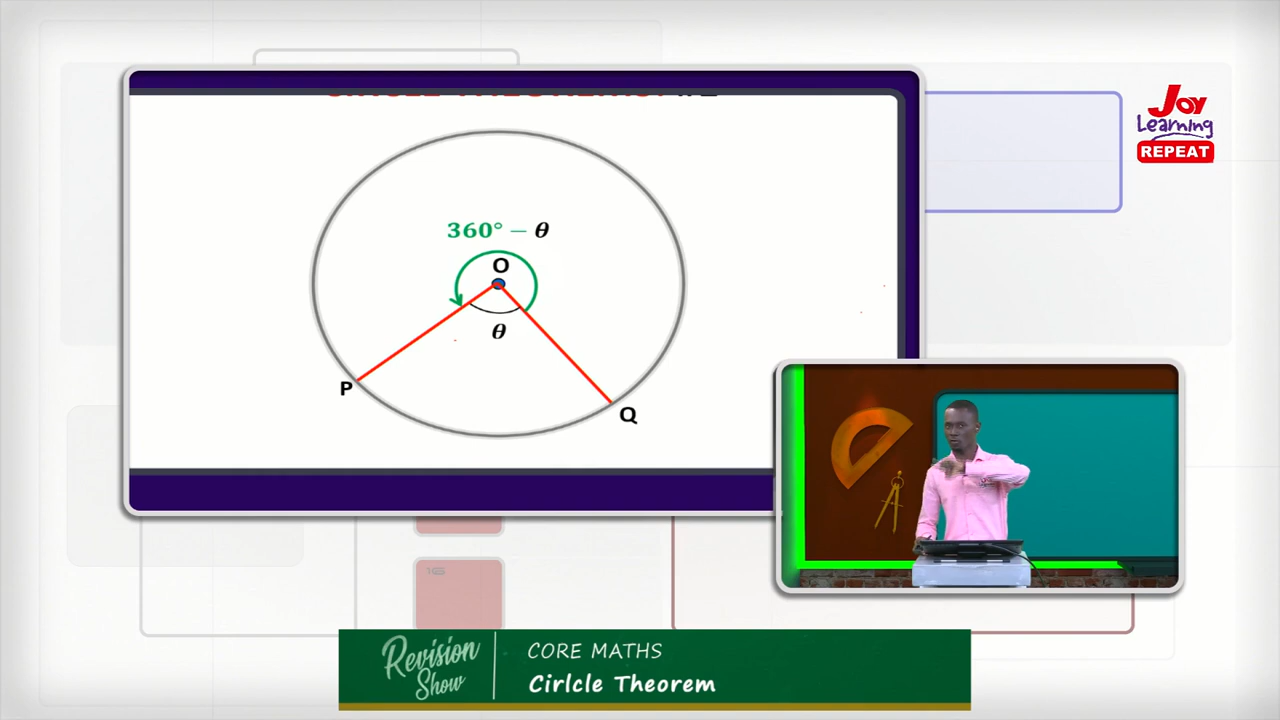 JOY
Learning
REPEAT
360° − θ
O
θ
P
Q
Revision
Show
CORE MATHS
Cirlcle Theorem